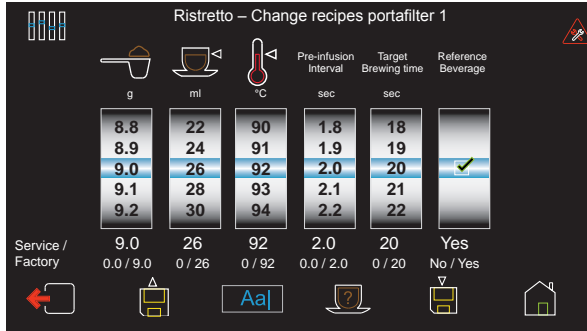 Ristretto – Change recipes portafilter 1
Pre-infusion Interval
Target Brewing time
Reference Beverage
g ml °C sec sec
8.8 22 90 1.8 18
8.9 24 91 1.9 19
9.0 26 92 2.0 20
9.1 28 93 2.1 21
9.2 30 94 2.2 22
Service / 9.0 26 92 2.0 20 Yes
Factory 0.0 / 9.0 0 / 26 0 / 92 0.0 / 2.0 0 / 20 No / Yes
Aa|
?